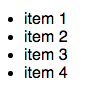 • item 1
• item 2
• item 3
• item 4